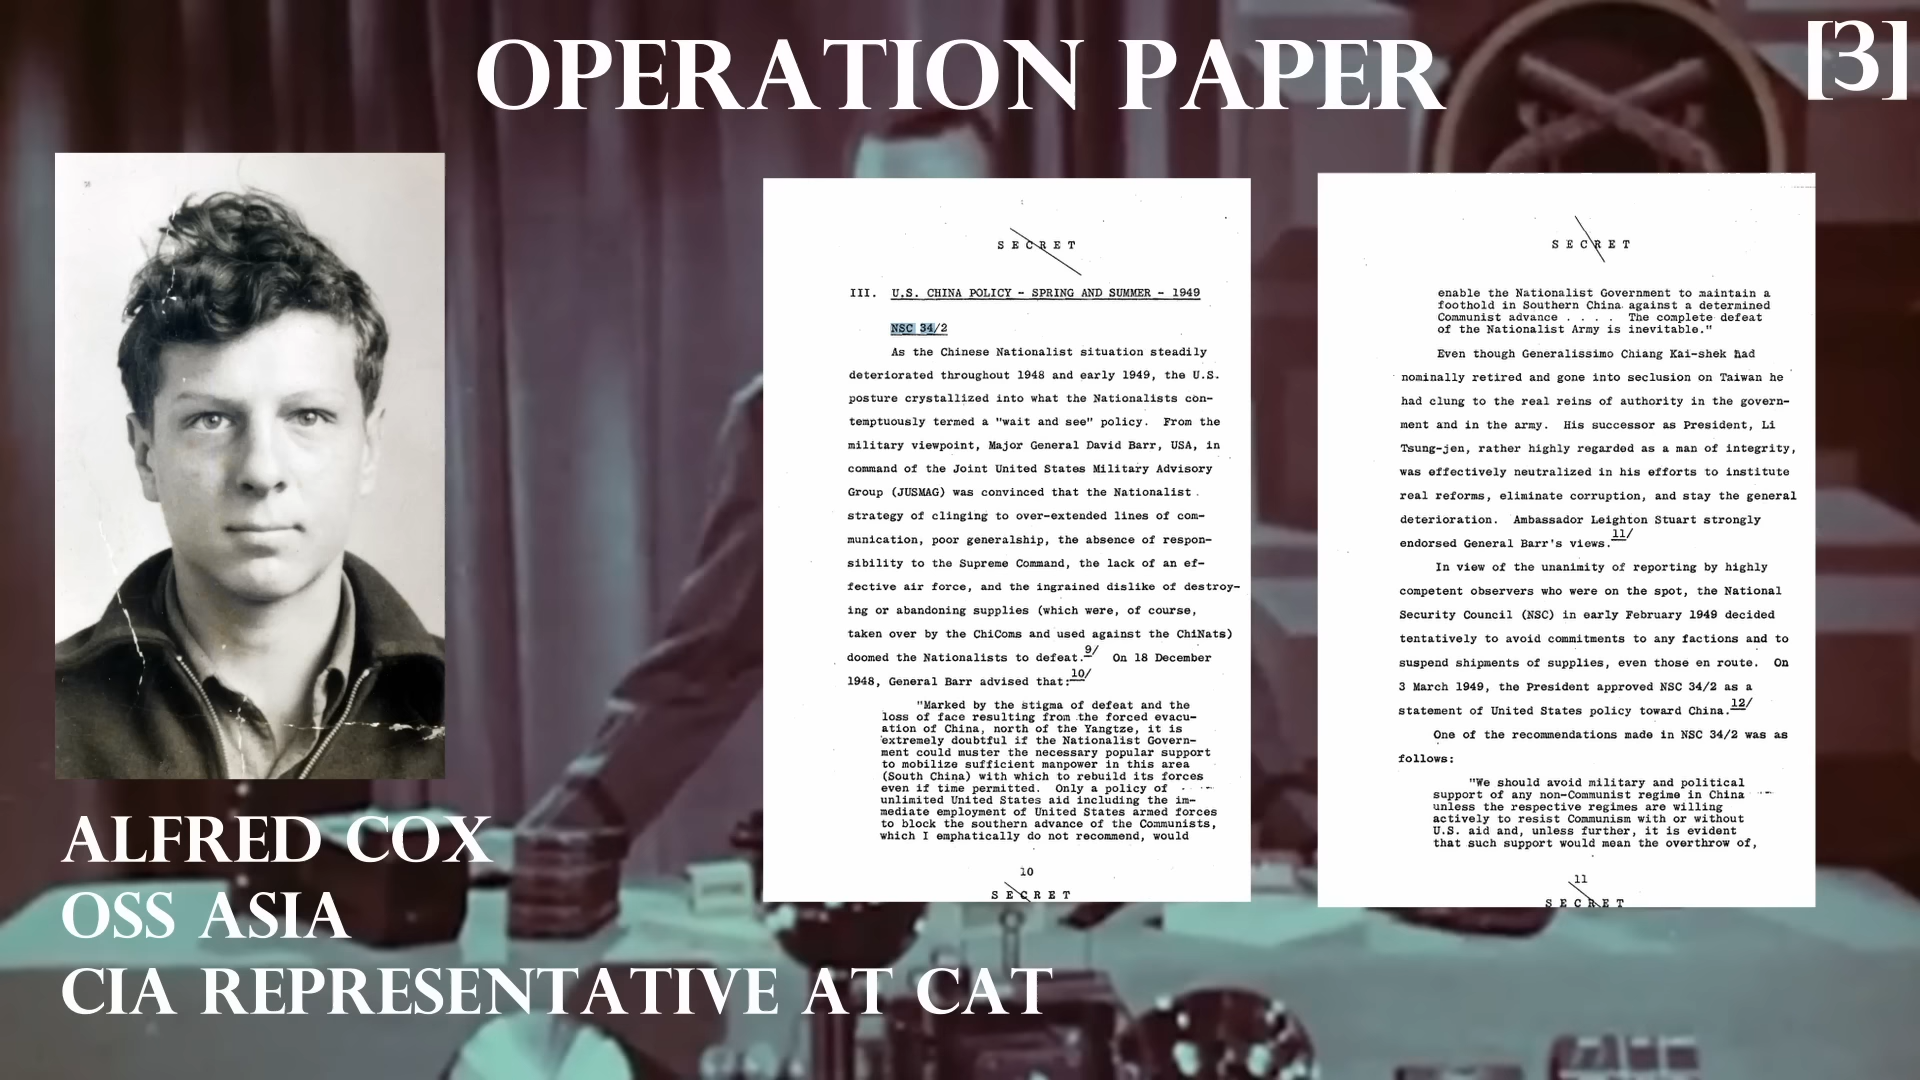 OPERATION PAPER
[3]
ALFRED COX
OSS ASIA
CIA REPRESENTATIVE AT CAT
SECRET
III. U.S. CHINA POLICY - SPRING AND SUMMER - 1949
NSC 34/2
As the Chinese Nationalist situation steadily
deteriorated throughout 1948 and early 1949, the U.S.
posture crystallized into what the Nationalists con-
temptuously termed a "wait and see" policy. From the
military viewpoint, Major General David Barr, USA, in
command of the Joint United States Military Advisory
Group (JUSMAG) was convinced that the Nationalist
strategy of clinging to over-extended lines of com-
munication, poor generalship, the absence of respon-
sibility to the Supreme Command, the lack of an ef-
fective air force, and the ingrained dislike of destroy-
ing or abandoning supplies (which were, of course,
taken over by the ChiComs and used against the ChiNats)
doomed the Nationalists to defeat.9/ On 18 December
1948, General Barr advised that:10/
"Marked by the stigma of defeat and the
loss of face resulting from the forced evacu-
ation of China, north of the Yangtze, it is
extremely doubtful if the Nationalist Govern-
ment could muster the necessary popular support
to mobilize sufficient manpower in this area
(South China) with which to rebuild its forces
even if time permitted. Only a policy of
unlimited United States aid including the im-
mediate employment of United States armed forces
to block the southern advance of the Communists,
which I emphatically do not recommend, would
10
SECRET
SECRET
enable the Nationalist Government to maintain a
foothold in Southern China against a determined
Communist advance . . . . The complete defeat
of the Nationalist Army is inevitable."
Even though Generalissimo Chiang Kai-shek had
nominally retired and gone into seclusion on Taiwan he
had clung to the real reins of authority in the govern-
ment and in the army. His successor as President, Li
Tsung-jen, rather highly regarded as a man of integrity,
was effectively neutralized in his efforts to institute
real reforms, eliminate corruption, and stay the general
deterioration. Ambassador Leighton Stuart strongly
endorsed General Barr's views.11/
In view of the unanimity of reporting by highly
competent observers who were on the spot, the National
Security Council (NSC) in early February 1949 decided
tentatively to avoid commitments to any factions and to
suspend shipments of supplies, even those en route. On
3 March 1949, the President approved NSC 34/2 as a
statement of United States policy toward China.12/
One of the recommendations made in NSC 34/2 was as
follows:
"We should avoid military and political
support of any non-Communist regime in China
unless the respective regimes are willing
actively to resist Communism with or without
U.S. aid and, unless further, it is evident
that such support would mean the overthrow of,
11
SECRET